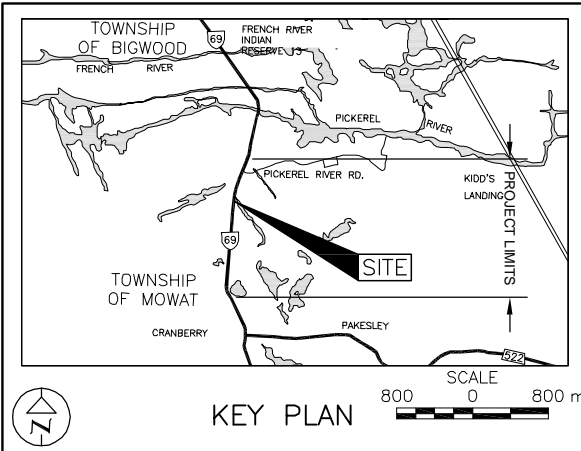 TOWNSHIP
OF BIGWOOD
69
FRENCH RIVER
INDIAN
RESERVE 13
FRENCH RIVER
PICKEREL RIVER
PICKEREL RIVER RD.
KIDD'S
LANDING
PROJECT LIMITS
69
SITE
TOWNSHIP
OF MOWAT
CRANBERRY
PAKESLEY
522
SCALE
800 0 800 m
N
KEY PLAN